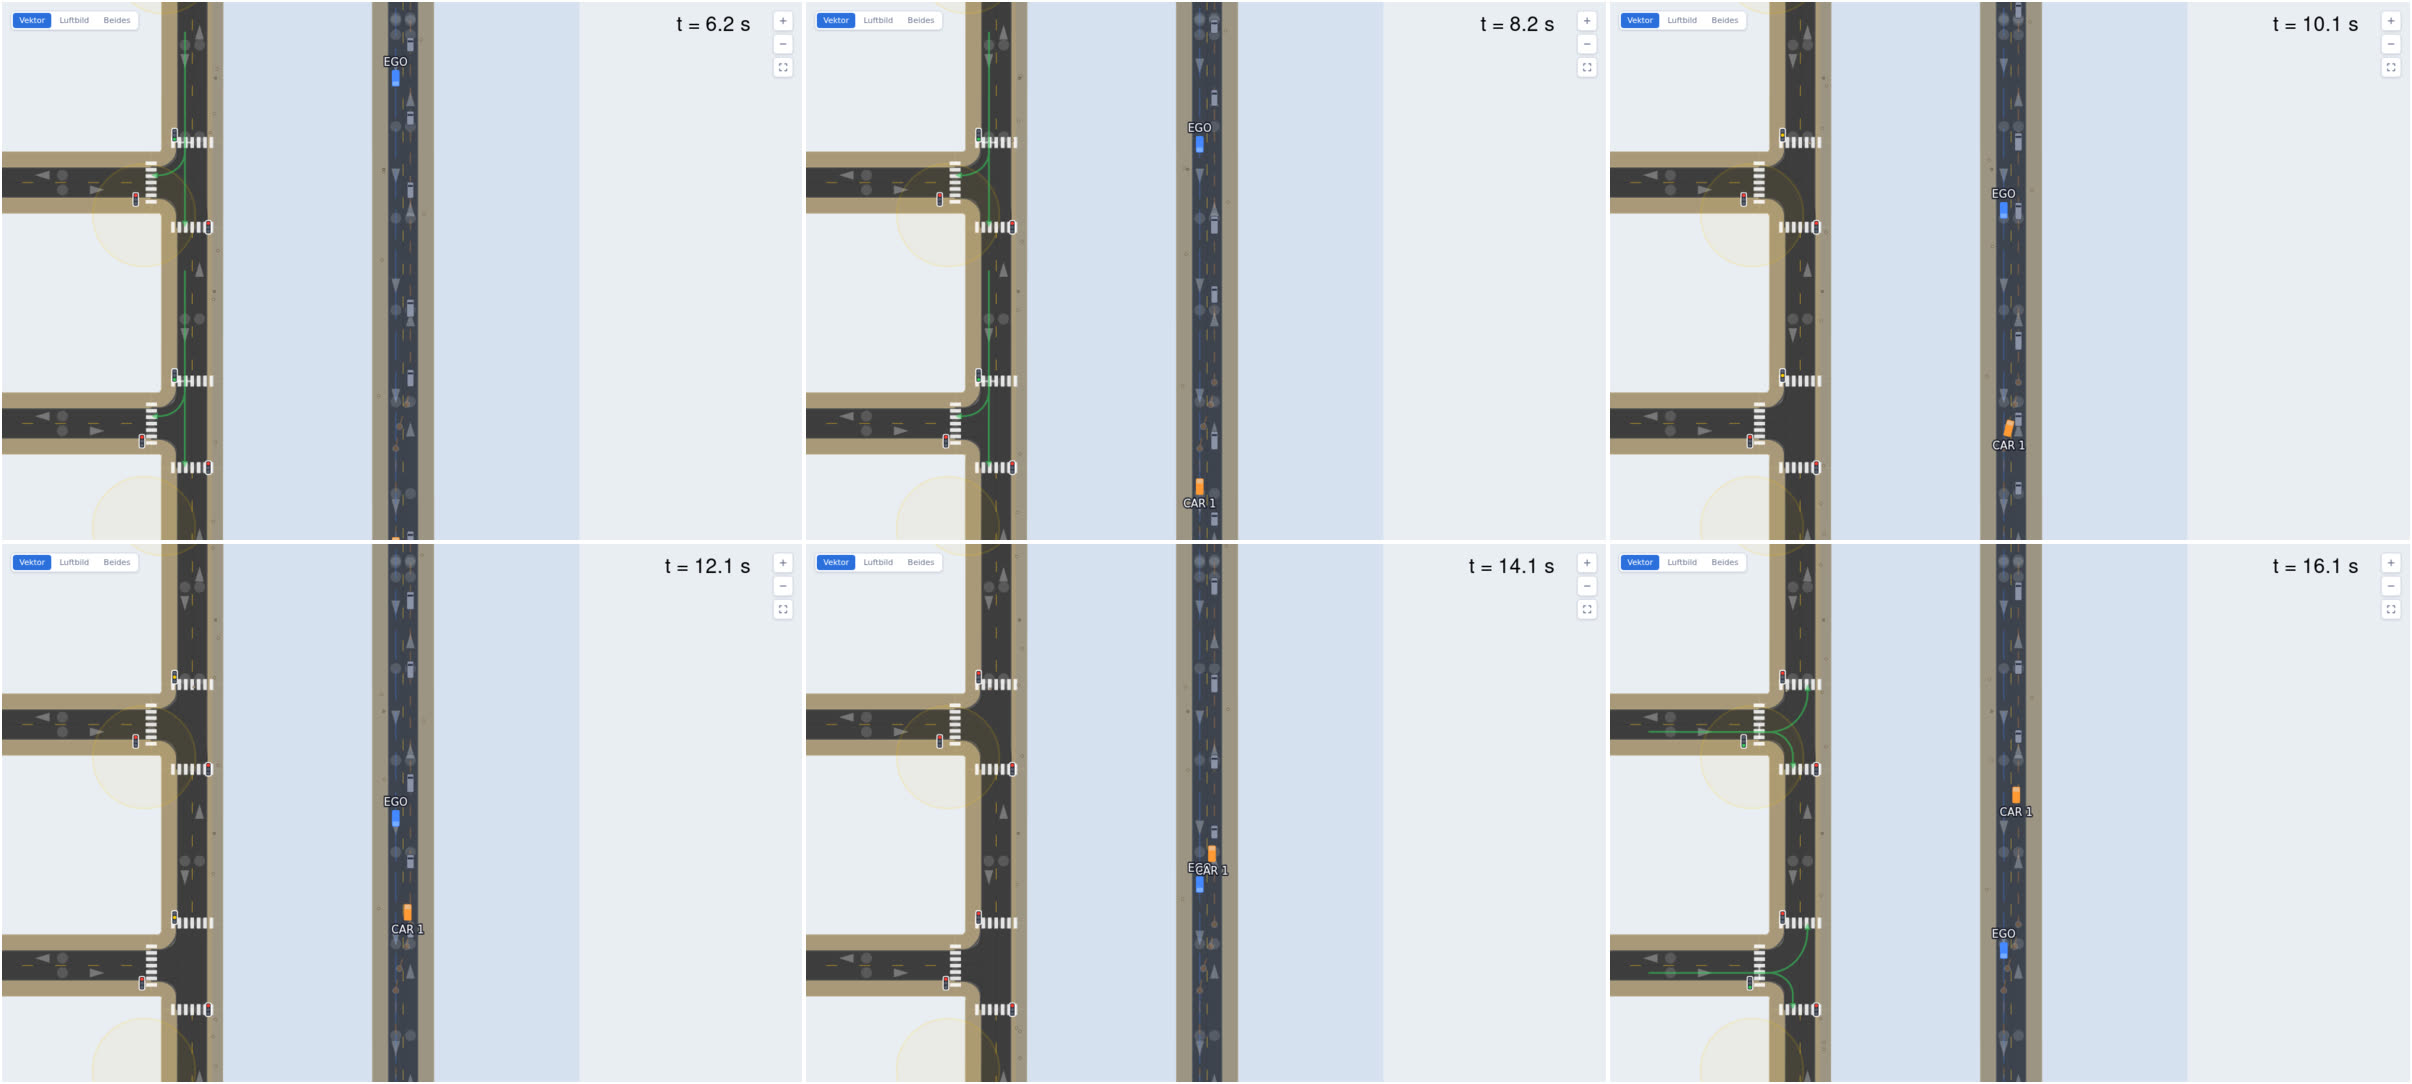 Vektor Luftbild Beides
t = 6.2 s
+
−
EGO
Vektor Luftbild Beides
t = 8.2 s
+
−
EGO
CAR 1
Vektor Luftbild Beides
t = 10.1 s
+
−
EGO
CAR 1
Vektor Luftbild Beides
t = 12.1 s
+
−
EGO
CAR 1
Vektor Luftbild Beides
t = 14.1 s
+
−
EGO
CAR 1
Vektor Luftbild Beides
t = 16.1 s
+
−
CAR 1
EGO